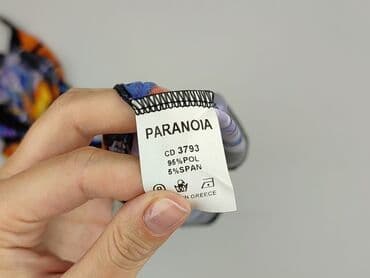 PARANOIA
CD 3793
95%POL
5%SPAN
GREECE